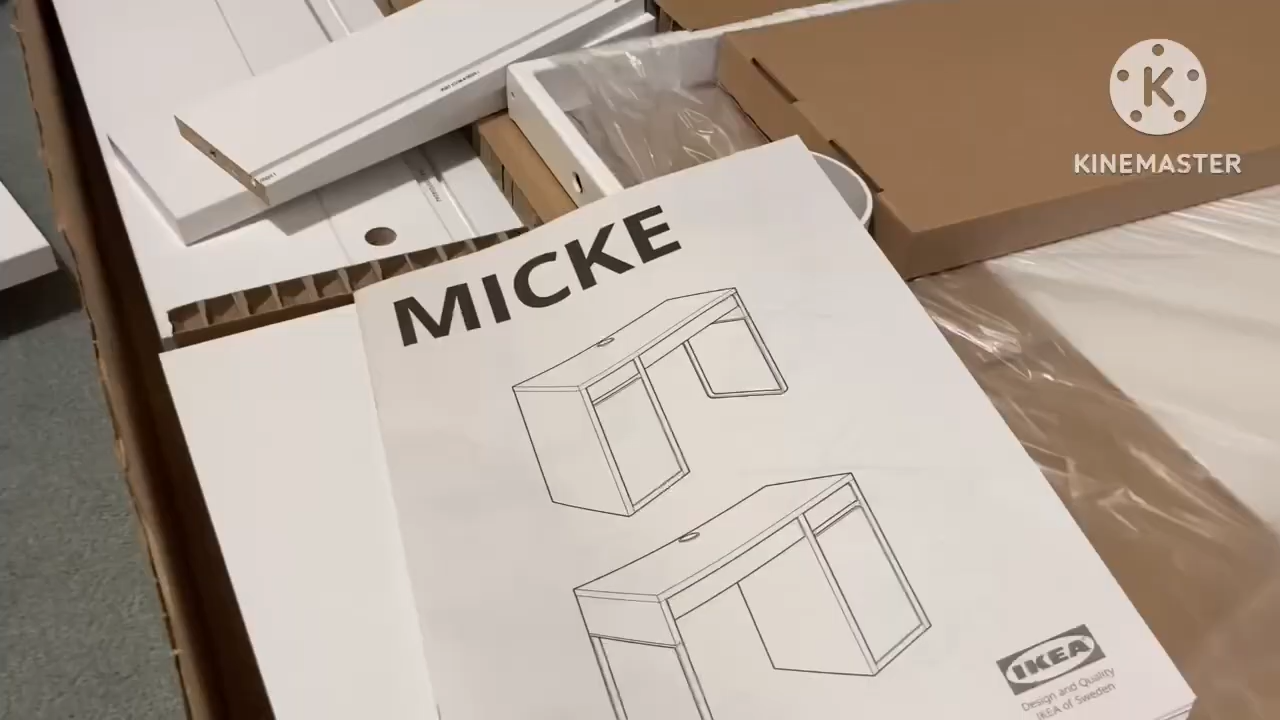 K
KINEMASTER
MICKE
IKEA
Design and Quality
IKEA of Sweden